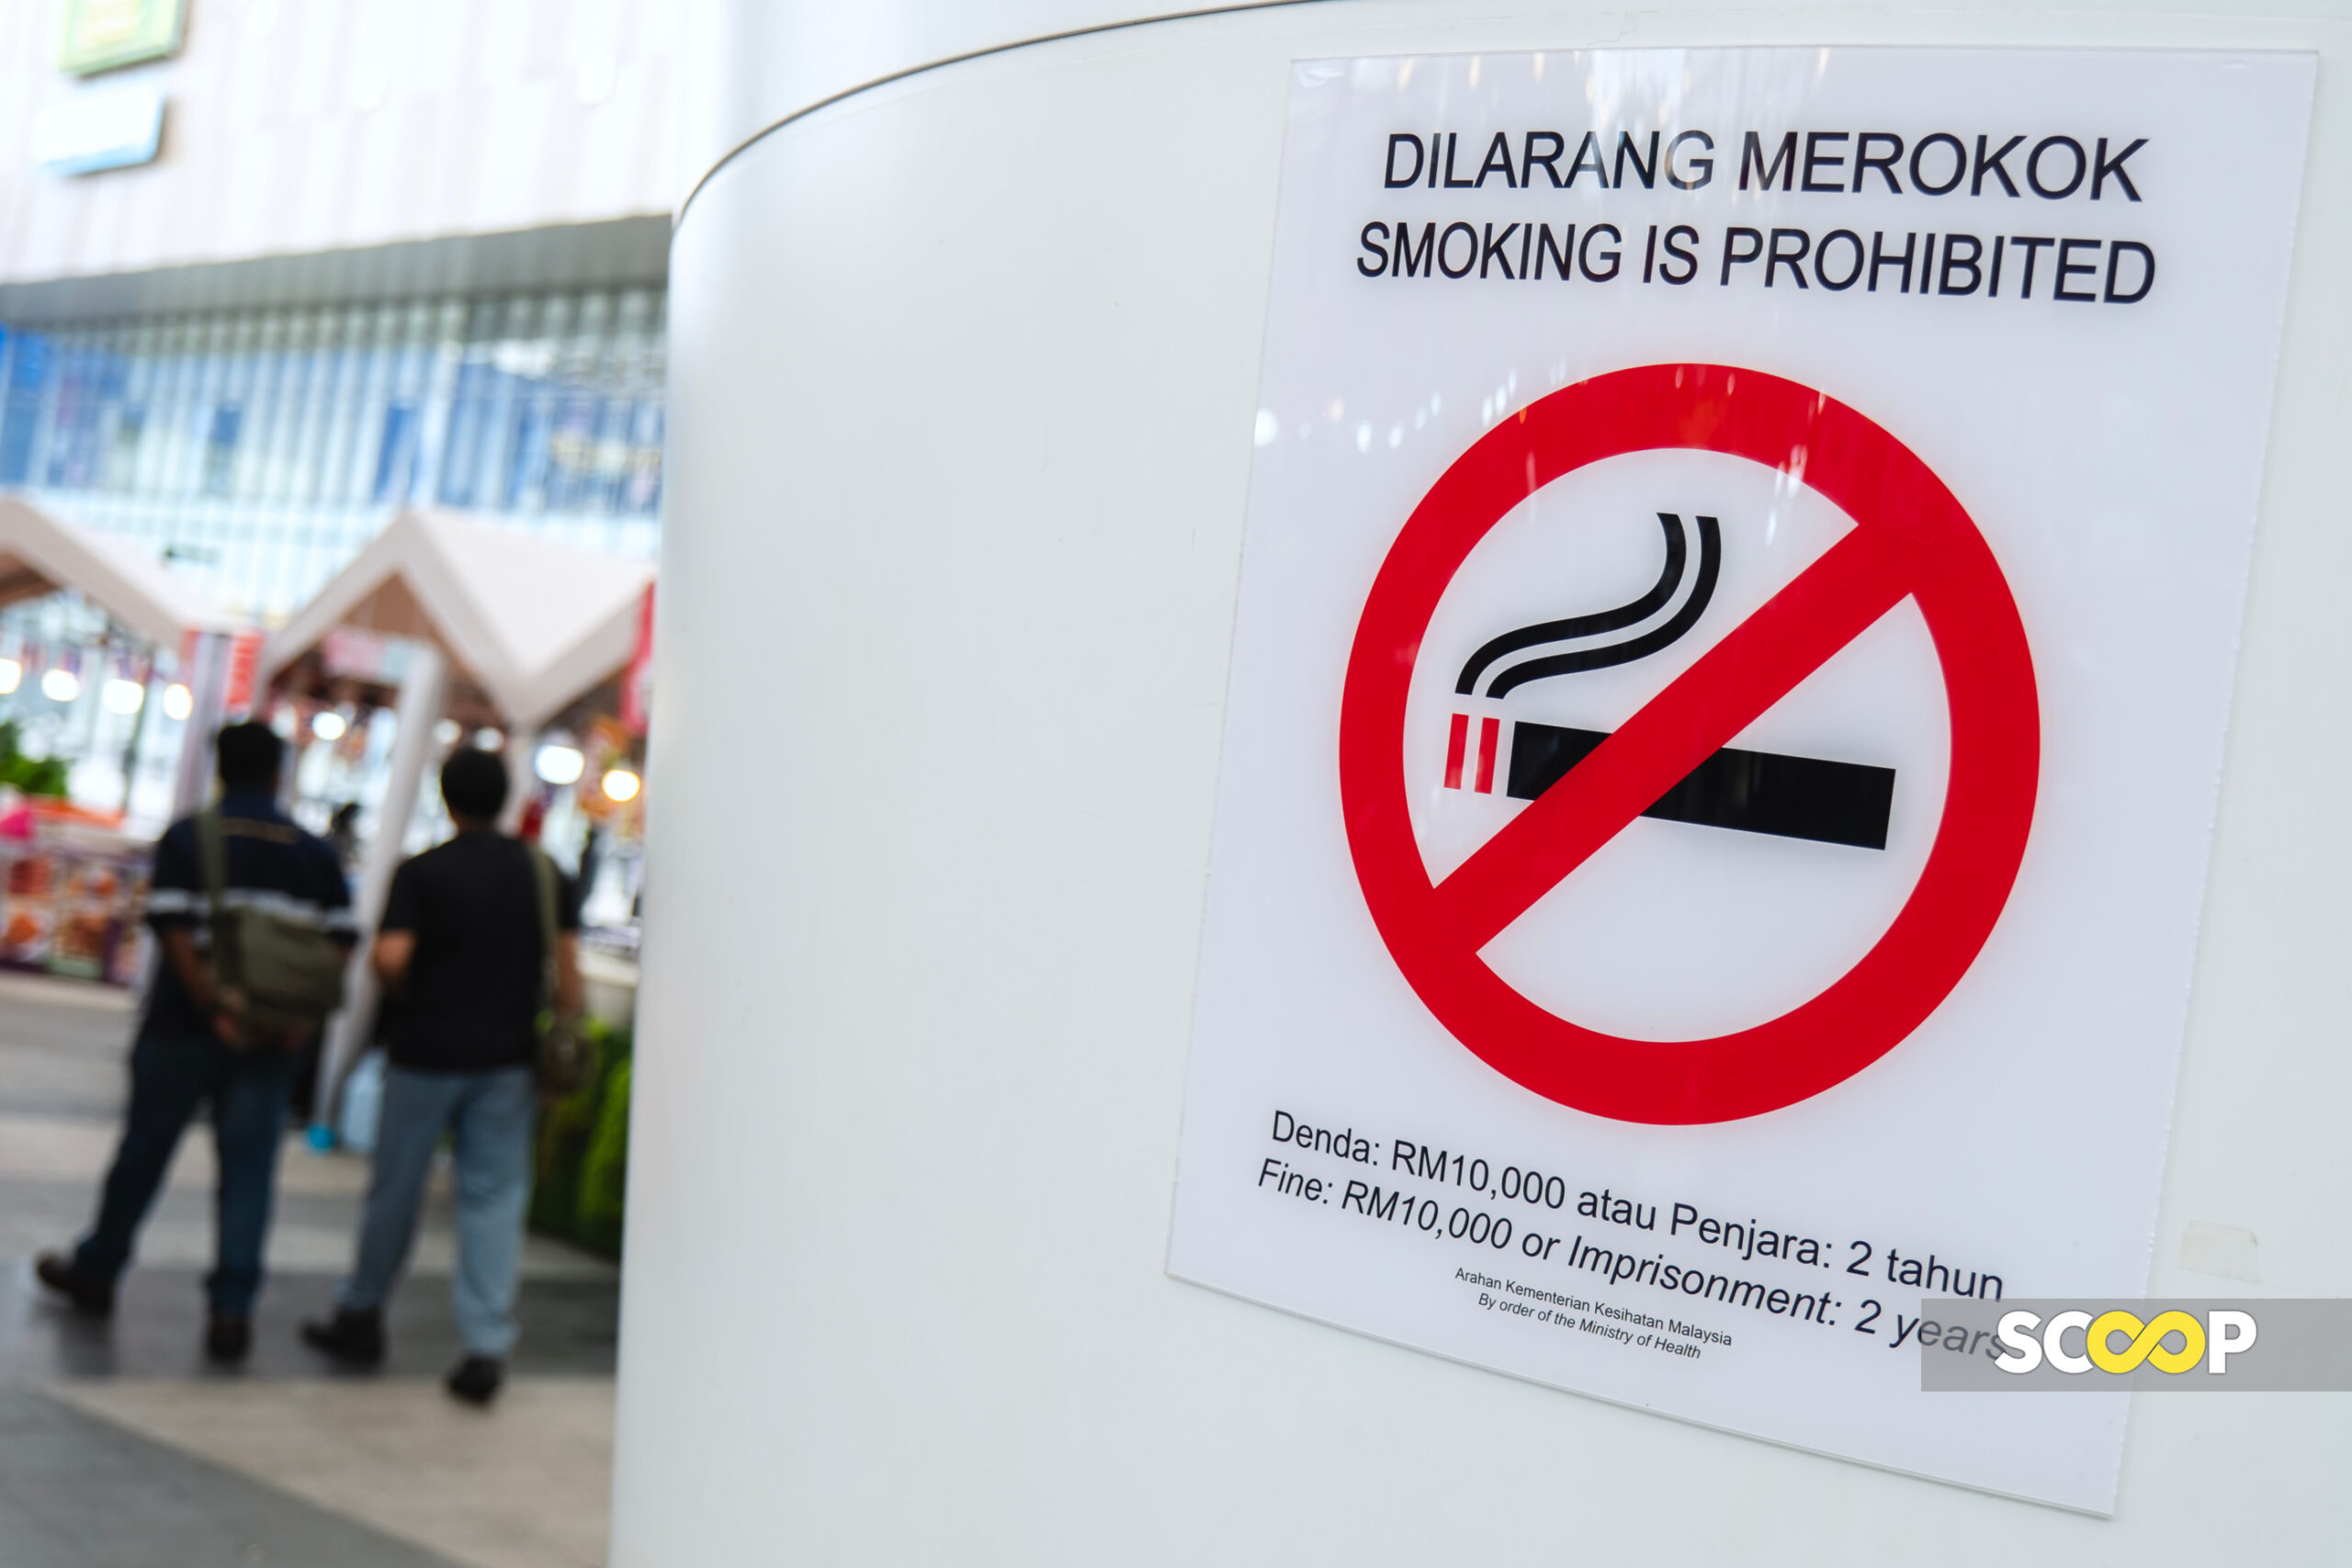 DILARANG MEROKOK
SMOKING IS PROHIBITED
Denda: RM10,000 atau Penjara: 2 tahun
Fine: RM10,000 or Imprisonment: 2 years
Arahan Kementerian Kesihatan Malaysia
By order of the Ministry of Health
SCOOP